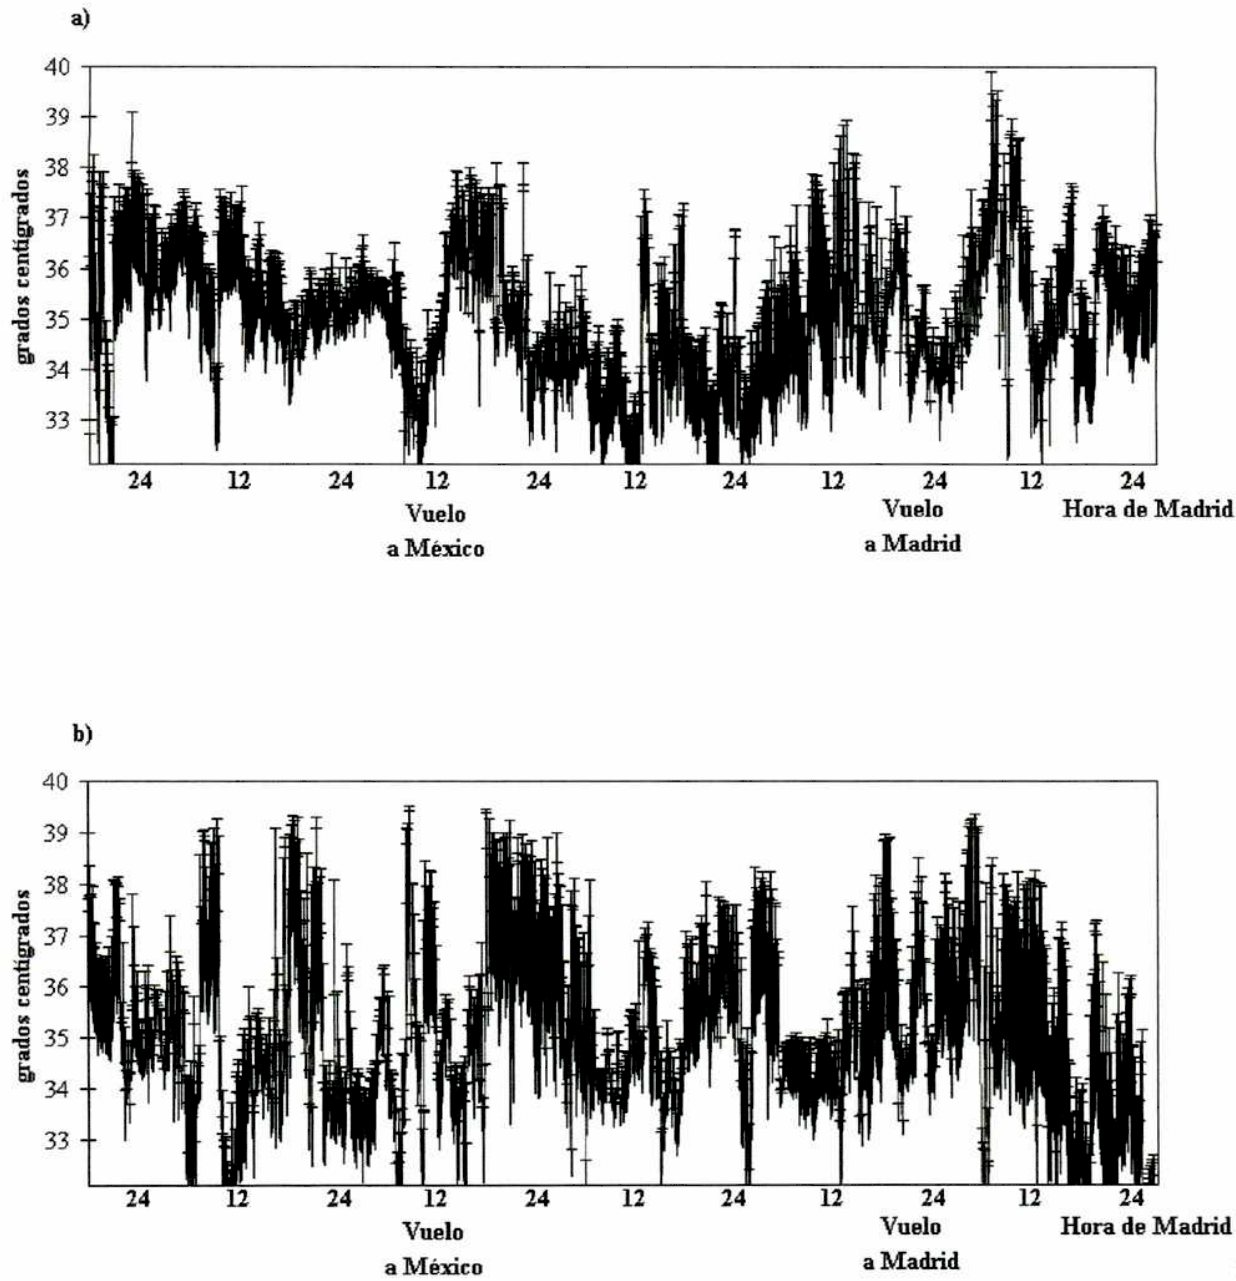 a)
40
39
38
37
36
35
34
33
grados centígrados
24 12 24 12 24 12 24 12 24 12 24
Vuelo
a México
Vuelo
a Madrid
Hora de Madrid
b)
40
39
38
37
36
35
34
33
grados centígrados
24 12 24 12 24 12 24 12 24 12 24
Vuelo
a México
Vuelo
a Madrid
Hora de Madrid